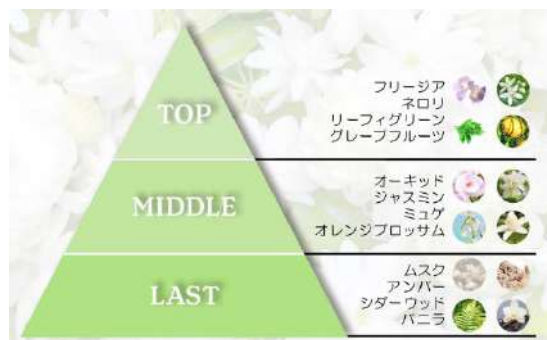 TOP
フリージア
ネロリ
リーフィグリーン
グレープフルーツ
MIDDLE
オーキッド
ジャスミン
ミュゲ
オレンジブロッサム
LAST
ムスク
アンバー
シダーウッド
バニラ